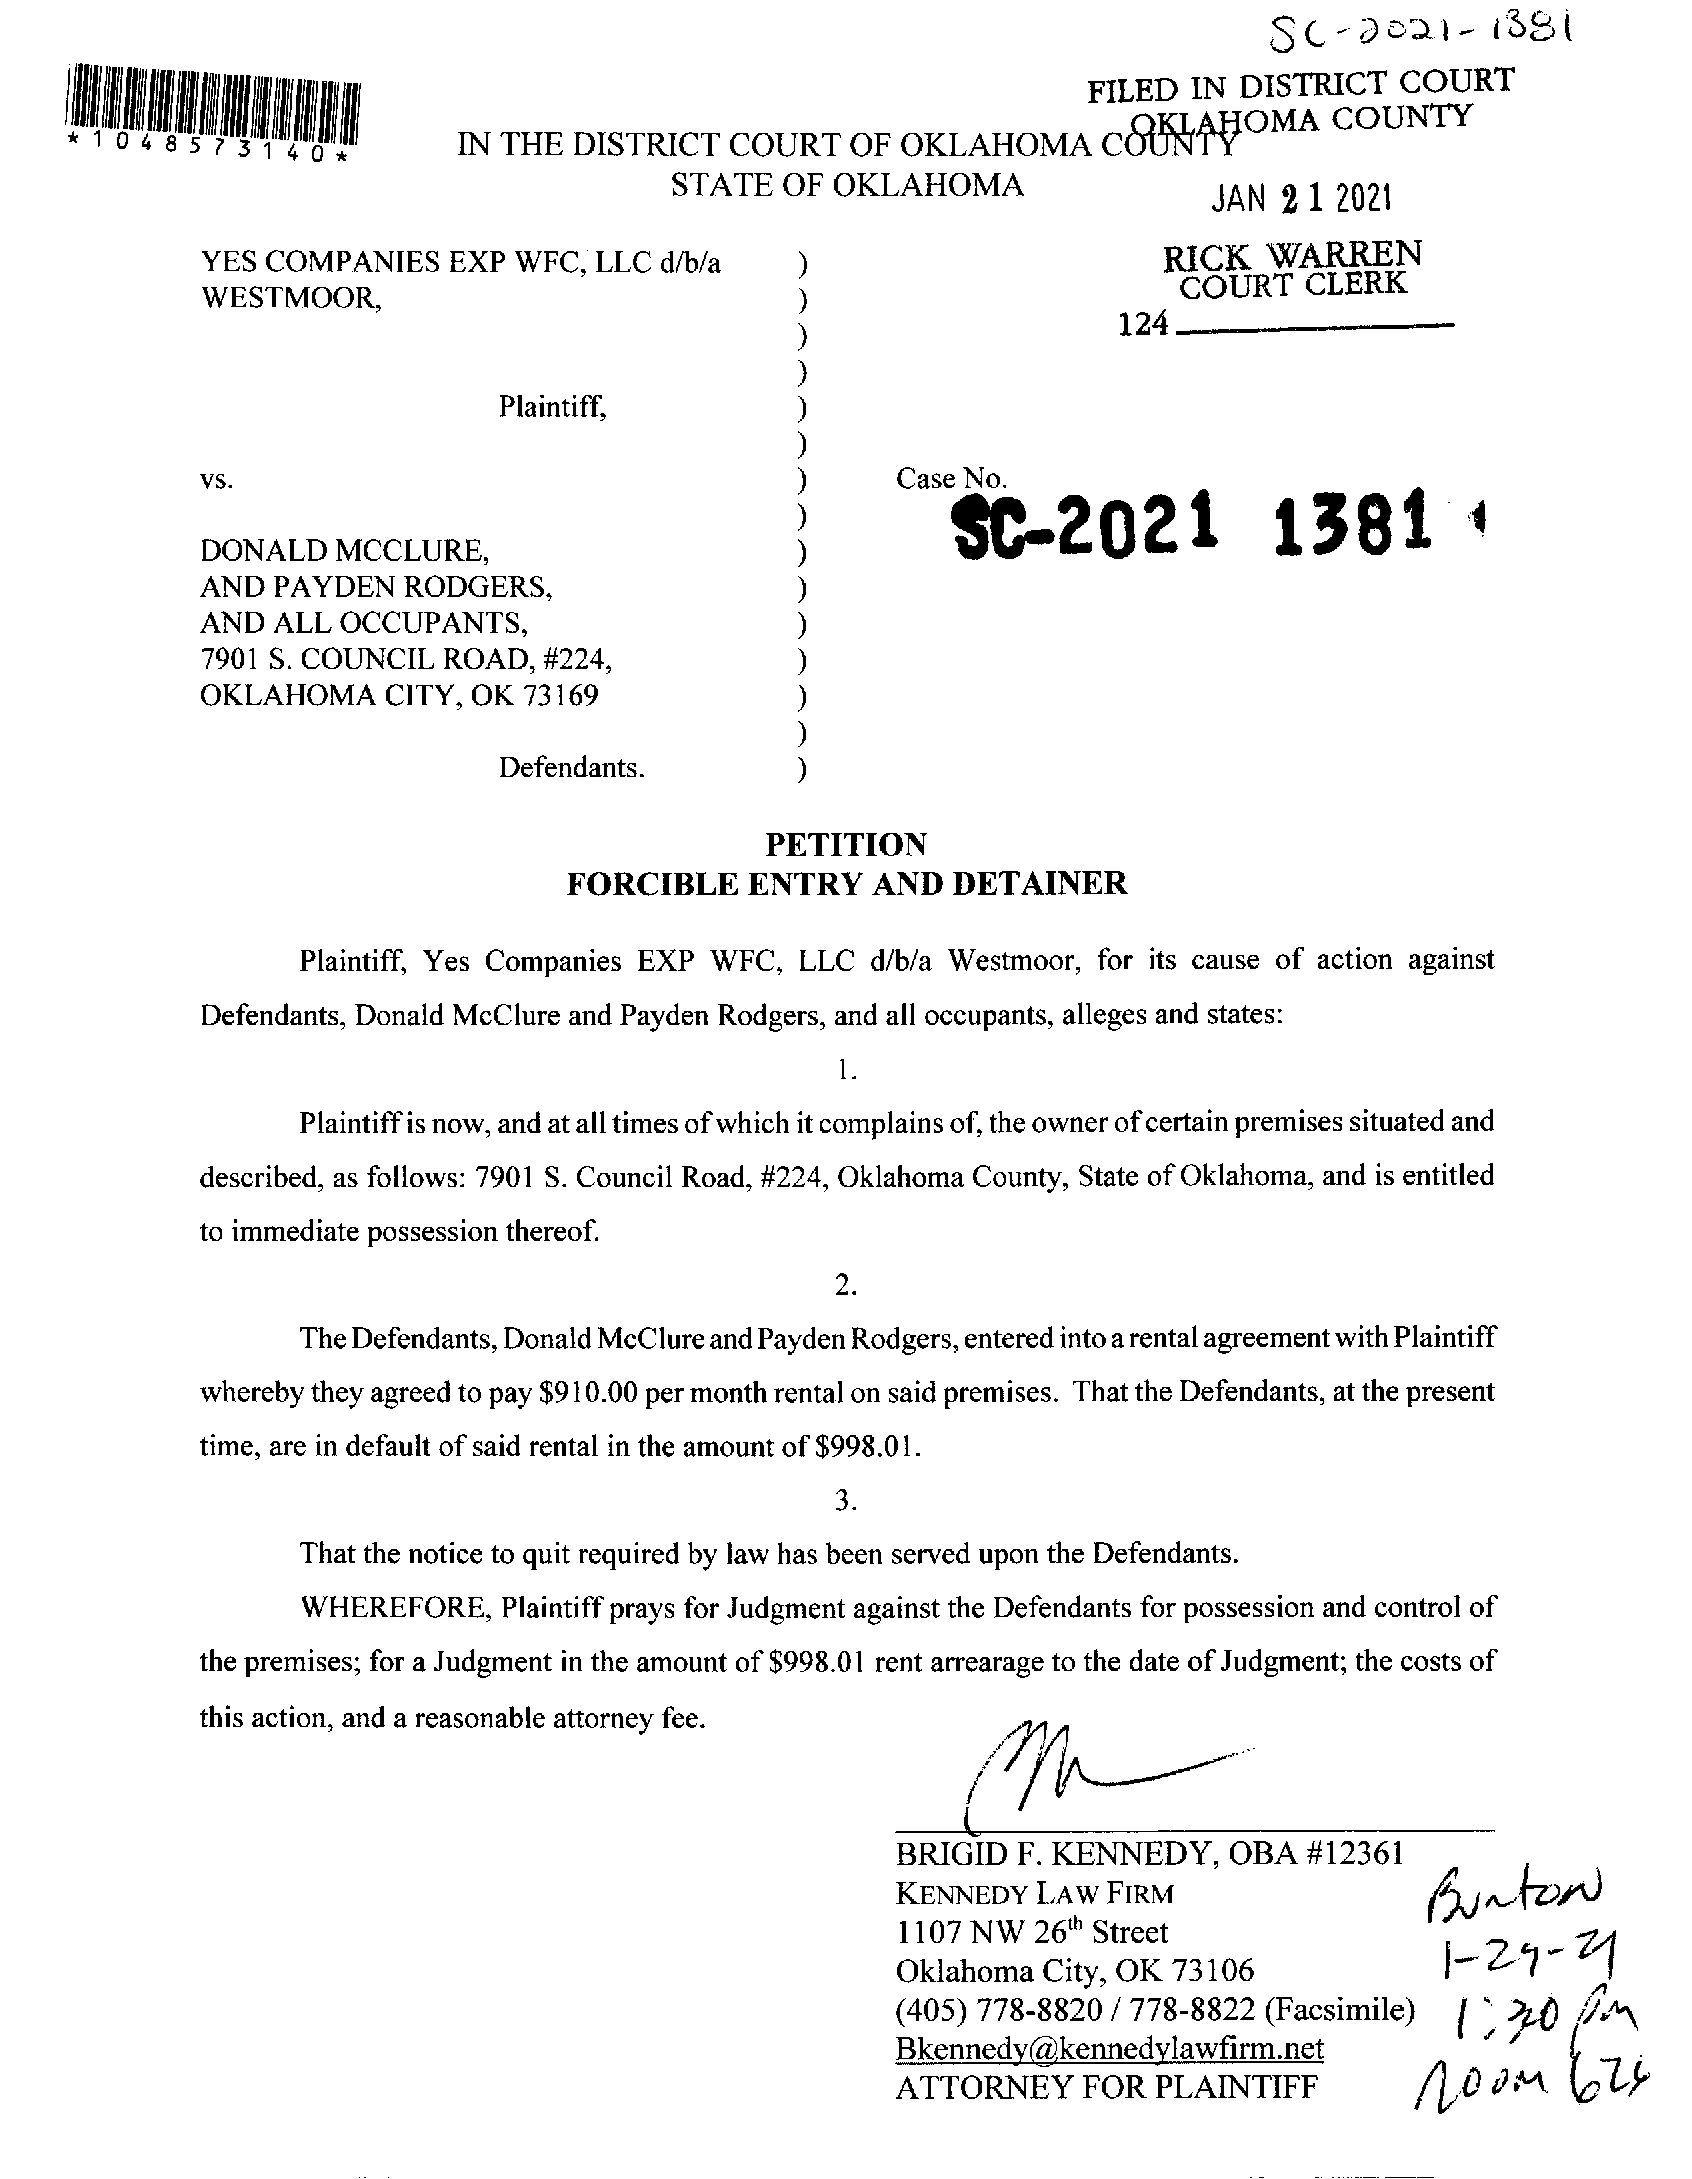 SC-2021-1381
FILED IN DISTRICT COURT
OKLAHOMA COUNTY
*1048573140*
IN THE DISTRICT COURT OF OKLAHOMA COUNTY
STATE OF OKLAHOMA
JAN 21 2021
RICK WARREN
COURT CLERK
124
YES COMPANIES EXP WFC, LLC d/b/a )
WESTMOOR, )
)
)
Plaintiff, )
)
vs. ) Case No.
) SC-2021 1381
DONALD MCCLURE, )
AND PAYDEN RODGERS, )
AND ALL OCCUPANTS, )
7901 S. COUNCIL ROAD, #224, )
OKLAHOMA CITY, OK 73169 )
)
Defendants. )
PETITION
FORCIBLE ENTRY AND DETAINER
Plaintiff, Yes Companies EXP WFC, LLC d/b/a Westmoor, for its cause of action against
Defendants, Donald McClure and Payden Rodgers, and all occupants, alleges and states:
1.
Plaintiff is now, and at all times of which it complains of, the owner of certain premises situated and
described, as follows: 7901 S. Council Road, #224, Oklahoma County, State of Oklahoma, and is entitled
to immediate possession thereof.
2.
The Defendants, Donald McClure and Payden Rodgers, entered into a rental agreement with Plaintiff
whereby they agreed to pay $910.00 per month rental on said premises. That the Defendants, at the present
time, are in default of said rental in the amount of $998.01.
3.
That the notice to quit required by law has been served upon the Defendants.
WHEREFORE, Plaintiff prays for Judgment against the Defendants for possession and control of
the premises; for a Judgment in the amount of $998.01 rent arrearage to the date of Judgment; the costs of
this action, and a reasonable attorney fee.
BRIGID F. KENNEDY, OBA #12361
KENNEDY LAW FIRM
1107 NW 26th Street
Oklahoma City, OK 73106
(405) 778-8820 / 778-8822 (Facsimile)
Bkennedy@kennedylawfirm.net
ATTORNEY FOR PLAINTIFF
Burton
1:30 pm
Room